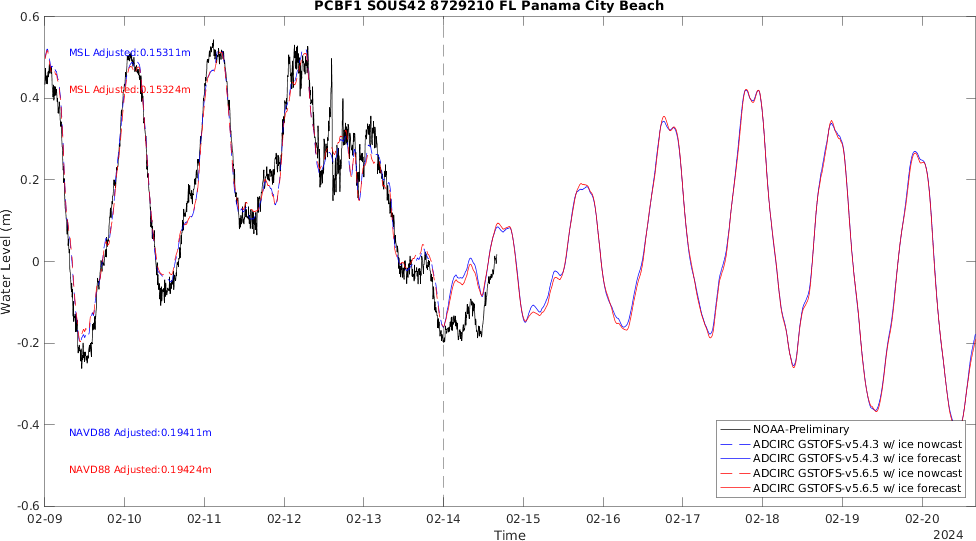 PCBF1 SOUS42 8729210 FL Panama City Beach
Water Level (m)
0.6
0.4
0.2
0
-0.2
-0.4
-0.6
MSL Adjusted:0.15311m
MSL Adjusted:0.15324m
NAVD88 Adjusted:0.19411m
NAVD88 Adjusted:0.19424m
NOAA-Preliminary
ADCIRC GSTOFS-v5.4.3 w/ ice nowcast
ADCIRC GSTOFS-v5.4.3 w/ ice forecast
ADCIRC GSTOFS-v5.6.5 w/ ice nowcast
ADCIRC GSTOFS-v5.6.5 w/ ice forecast
02-09 02-10 02-11 02-12 02-13 02-14 02-15 02-16 02-17 02-18 02-19 02-20
Time
2024